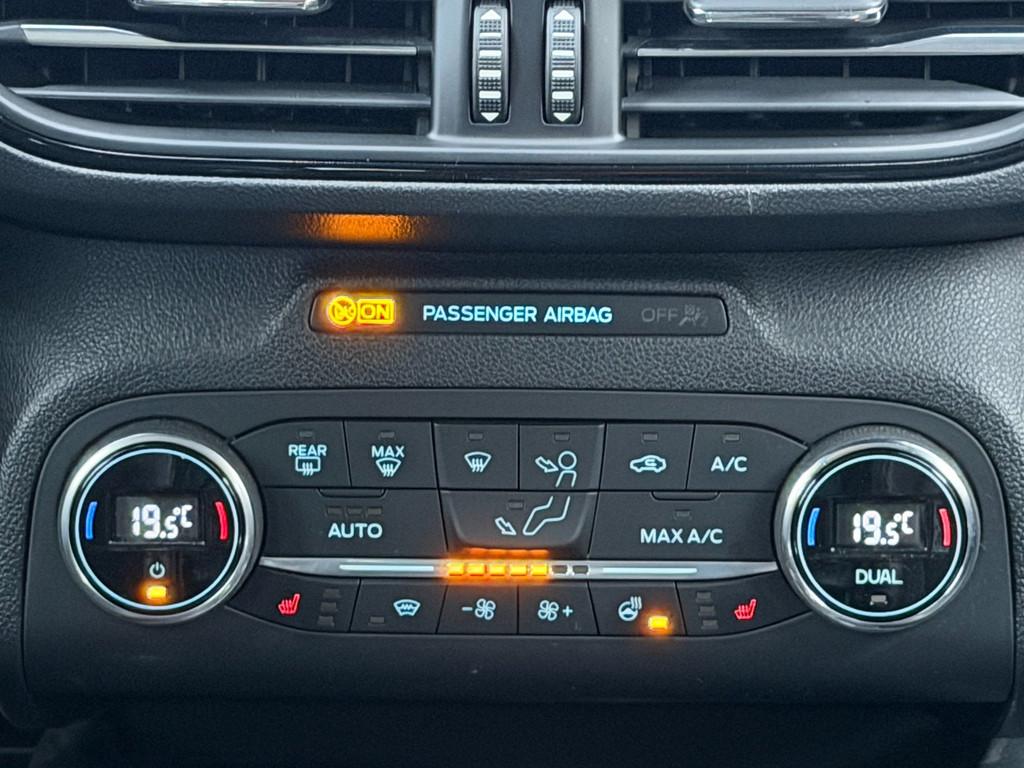 ON PASSENGER AIRBAG OFF
REAR MAX A/C
19.5°C AUTO MAX A/C 19.5°C
DUAL